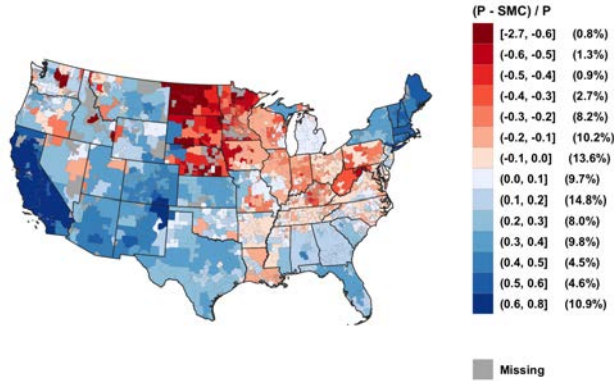 (P - SMC) / P
[-2.7, -0.6] (0.8%)
(-0.6, -0.5] (1.3%)
(-0.5, -0.4] (0.9%)
(-0.4, -0.3] (2.7%)
(-0.3, -0.2] (8.2%)
(-0.2, -0.1] (10.2%)
(-0.1, 0.0] (13.6%)
(0.0, 0.1] (9.7%)
(0.1, 0.2] (14.8%)
(0.2, 0.3] (8.0%)
(0.3, 0.4] (9.8%)
(0.4, 0.5] (4.5%)
(0.5, 0.6] (4.6%)
(0.6, 0.8] (10.9%)
Missing